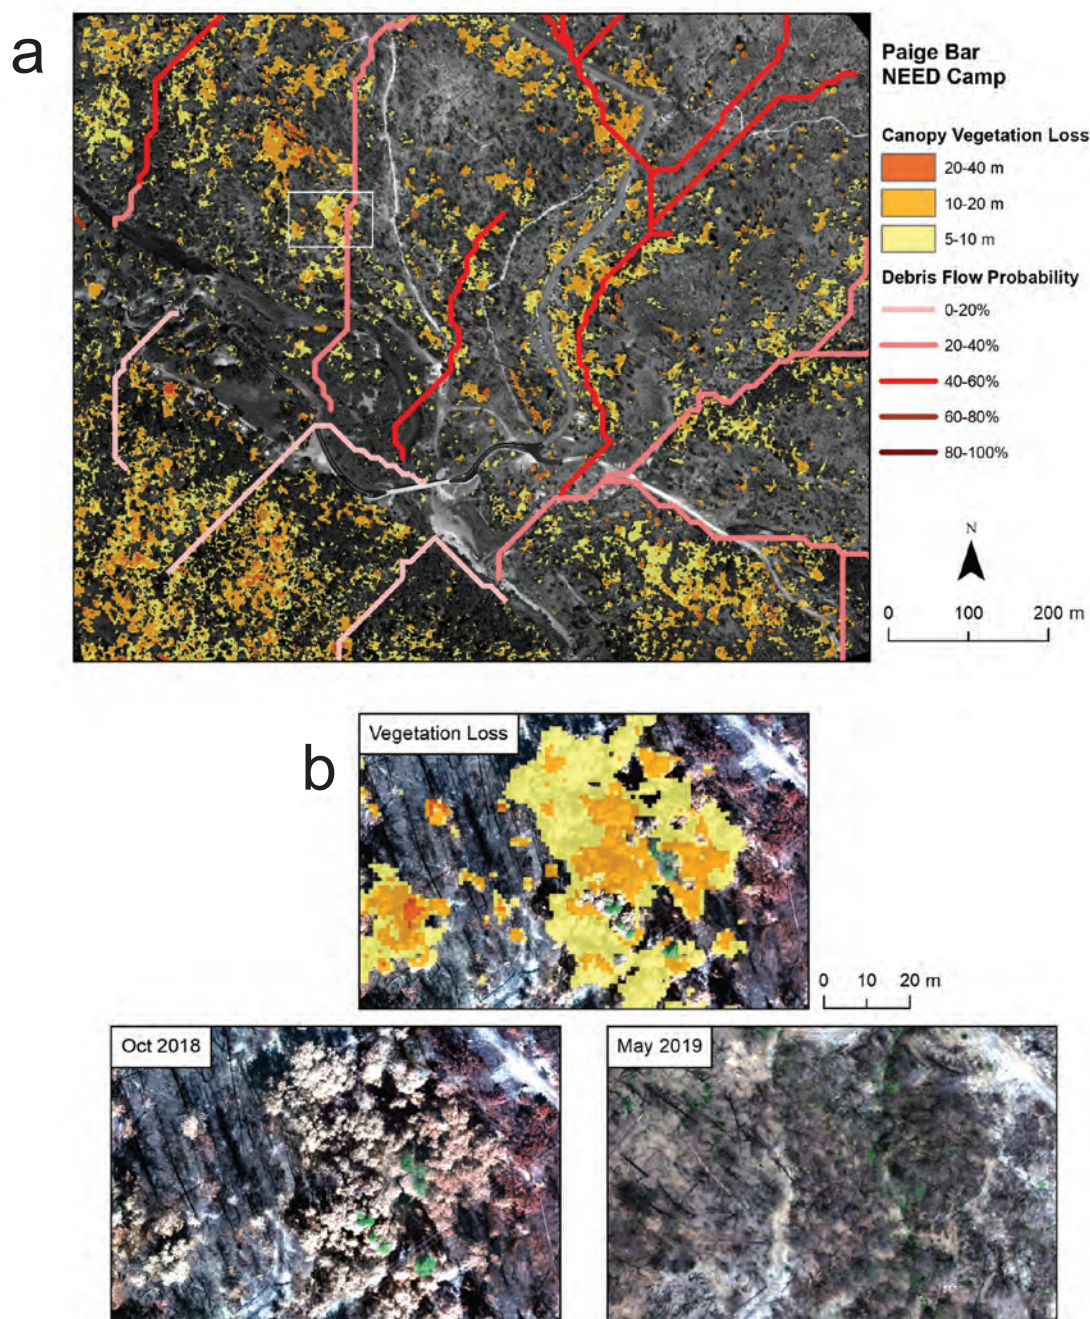 a
Paige Bar
NEED Camp
Canopy Vegetation Loss
20-40 m
10-20 m
5-10 m
Debris Flow Probability
0-20%
20-40%
40-60%
60-80%
80-100%
N
0 100 200 m
b
Vegetation Loss
0 10 20 m
Oct 2018
May 2019